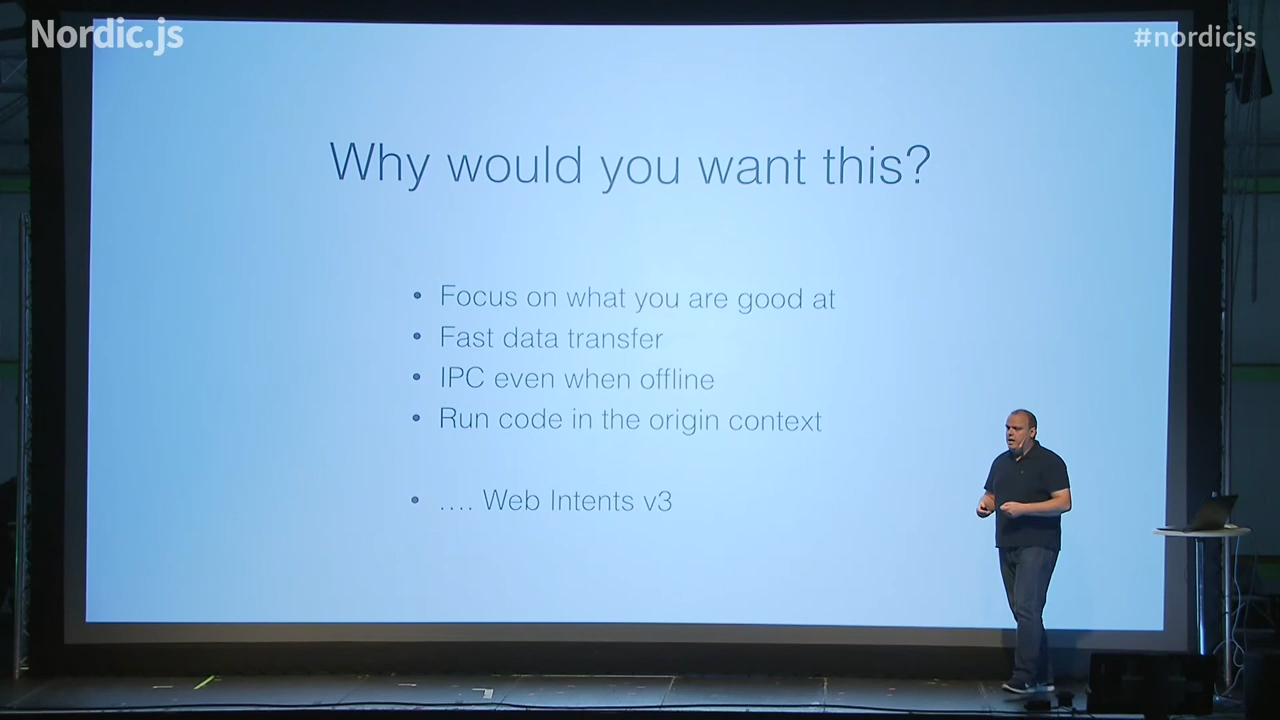 Nordic.js
#nordicjs
Why would you want this?
• Focus on what you are good at
• Fast data transfer
• IPC even when offline
• Run code in the origin context
• .... Web Intents v3